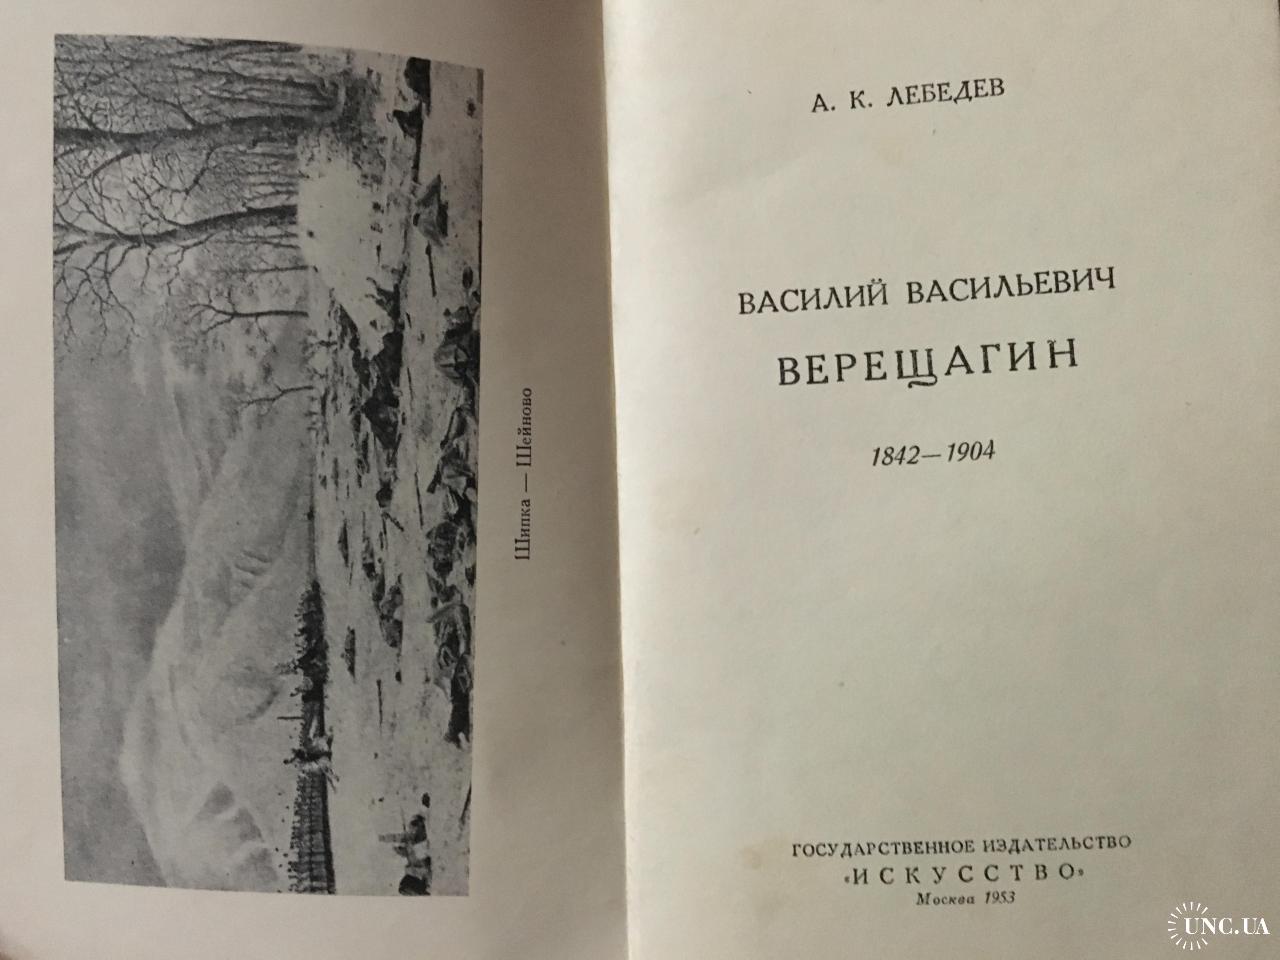 Шипка — Шейново
А. К. ЛЕБЕДЕВ
ВАСИЛИЙ ВАСИЛЬЕВИЧ
ВЕРЕЩАГИН
1842—1904
ГОСУДАРСТВЕННОЕ ИЗДАТЕЛЬСТВО
«ИСКУССТВО»
Москва 1953
UNC.UA